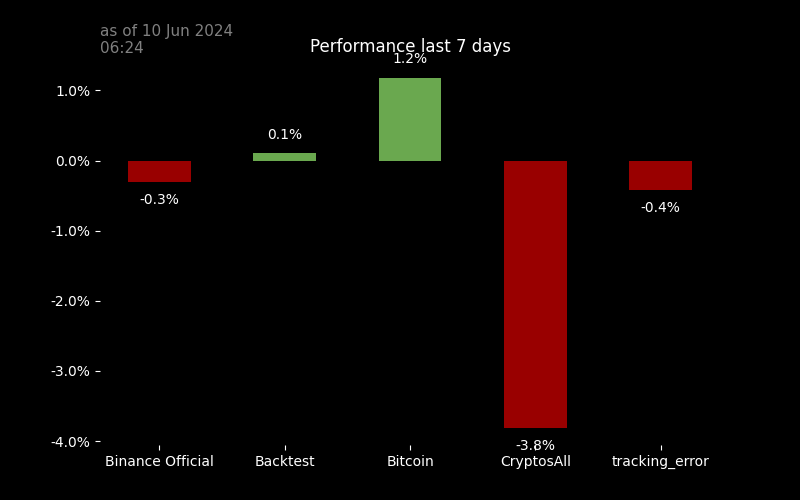 as of 10 Jun 2024
06:24
Performance last 7 days
1.2%
1.0%
0.1%
0.0%
-0.3%
-0.4%
-1.0%
-2.0%
-3.0%
-4.0%
-3.8%
Binance Official
Backtest
Bitcoin
CryptosAll
tracking_error